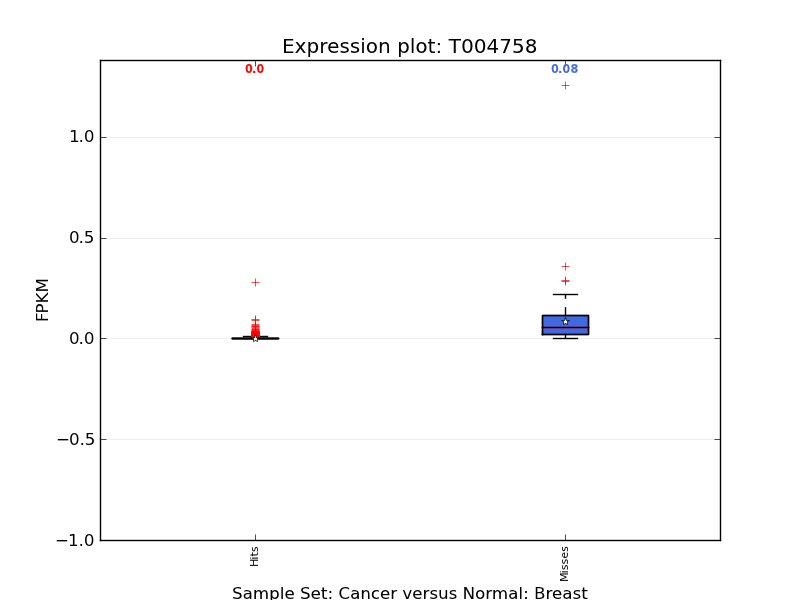 Expression plot: T004758
0.0
0.08
1.0
0.5
0.0
−0.5
−1.0
FPKM
Hits
Misses
Sample Set: Cancer versus Normal: Breast